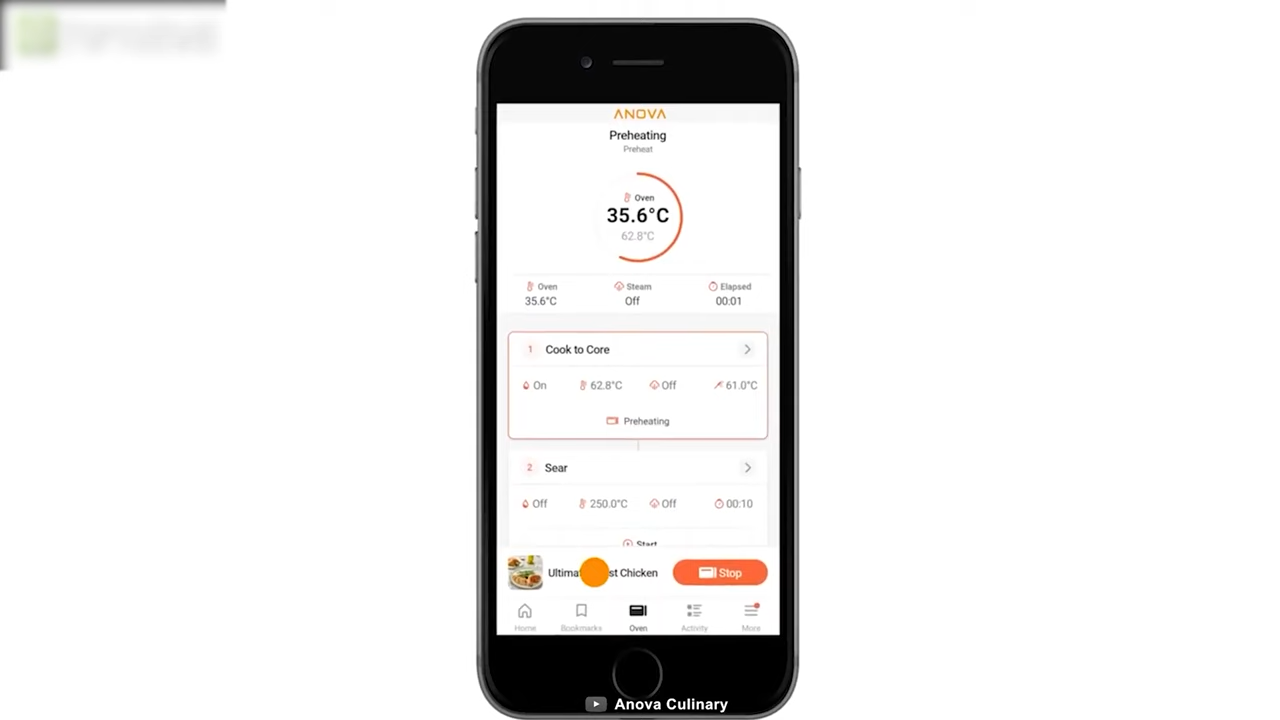 ANOVA
Preheating
Preheat
Oven
35.6°C
62.8°C
Oven Steam Elapsed
35.6°C Off 00:01
1 Cook to Core
On 62.8°C Off 61.0°C
Preheating
2 Sear
Off 250.0°C Off 00:10
Start
st Chicken Stop
Home Bookmarks Oven Activity More
Anova Culinary